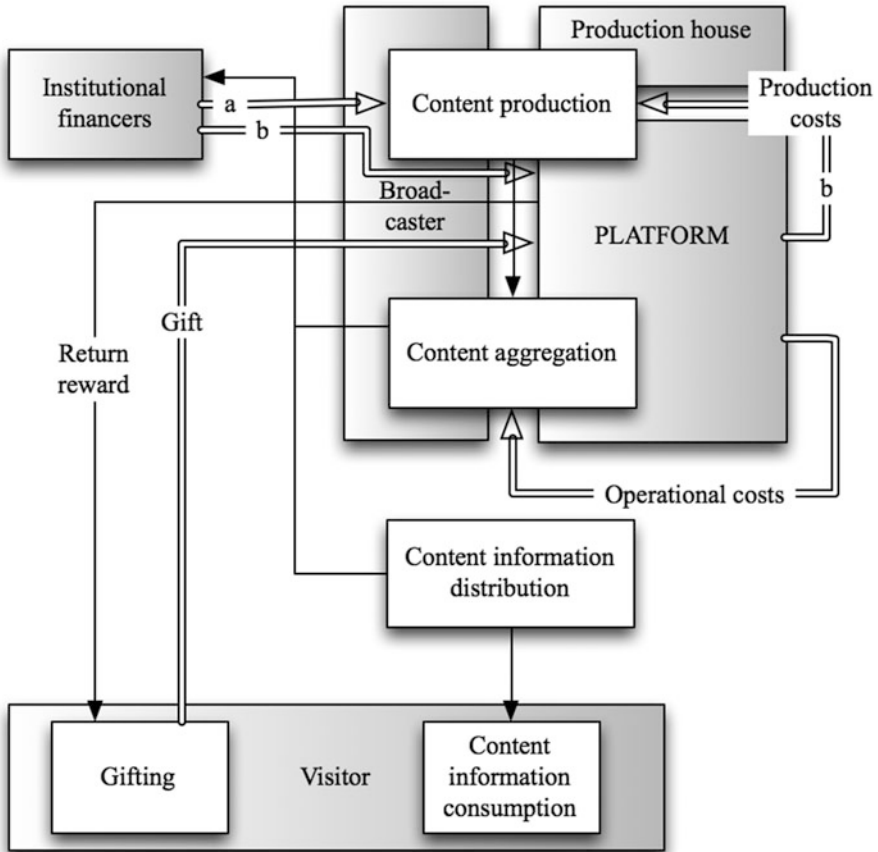 Production house
Institutional
financers
a
b
Content production
Production
costs
b
Broad-
caster
PLATFORM
Gift
Return
reward
Content aggregation
Operational costs
Content information
distribution
Gifting
Visitor
Content
information
consumption